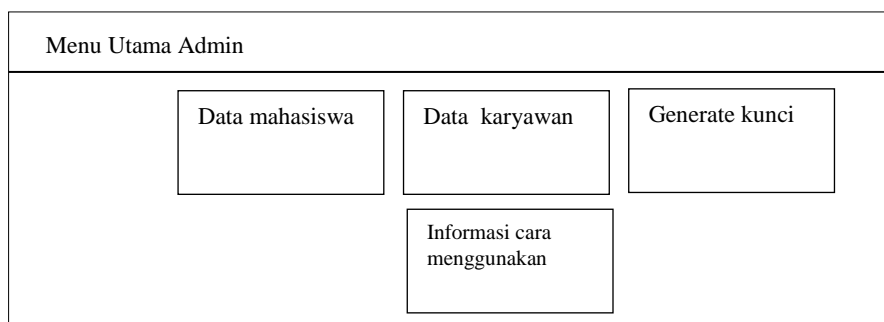 Menu Utama Admin
Data mahasiswa
Data karyawan
Generate kunci
Informasi cara
menggunakan